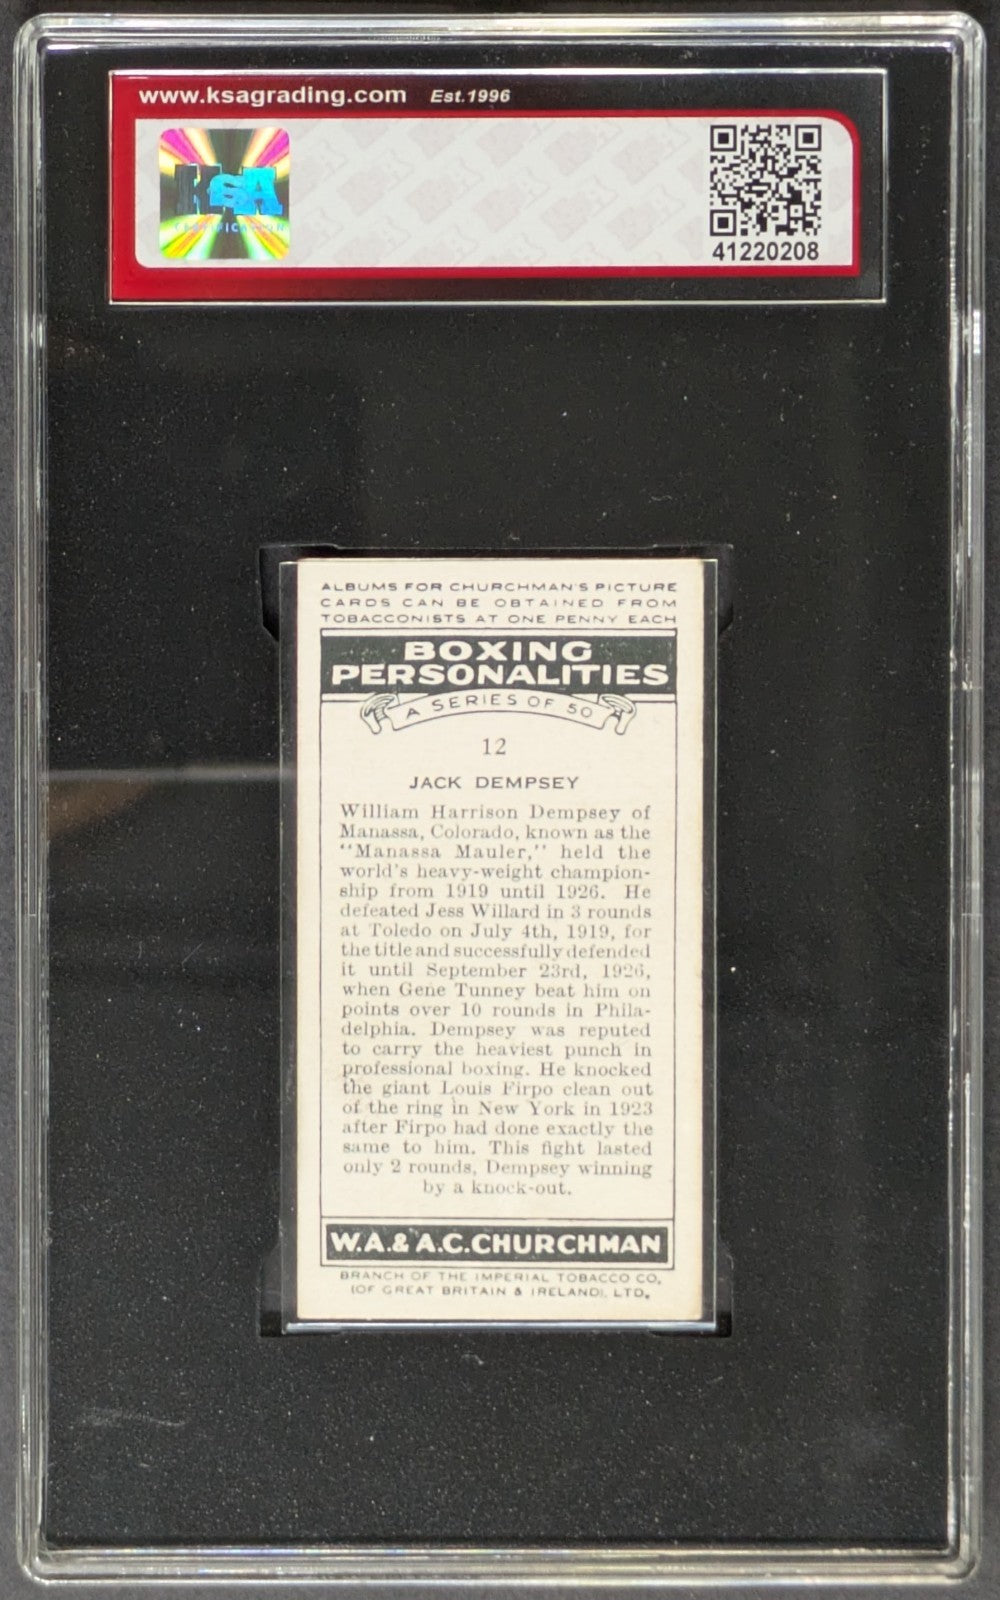 www.ksagrading.com Est.1996
KSA
CERTIFICATION
41220208
ALBUMS FOR CHURCHMAN'S PICTURE
CARDS CAN BE OBTAINED FROM
TOBACCONISTS AT ONE PENNY EACH
BOXING
PERSONALITIES
A SERIES OF 50
12
JACK DEMPSEY
William Harrison Dempsey of
Manassa, Colorado, known as the
"Manassa Mauler," held the
world's heavy-weight champion-
ship from 1919 until 1926. He
defeated Jess Willard in 3 rounds
at Toledo on July 4th, 1919, for
the title and successfully defended
it until September 23rd, 1926,
when Gene Tunney beat him on
points over 10 rounds in Phila-
delphia. Dempsey was reputed
to carry the heaviest punch in
professional boxing. He knocked
the giant Louis Firpo clean out
of the ring in New York in 1923
after Firpo had done exactly the
same to him. This fight lasted
only 2 rounds, Dempsey winning
by a knock-out.
W.A.& A.C.CHURCHMAN
BRANCH OF THE IMPERIAL TOBACCO CO,
(OF GREAT BRITAIN & IRELAND), LTD.